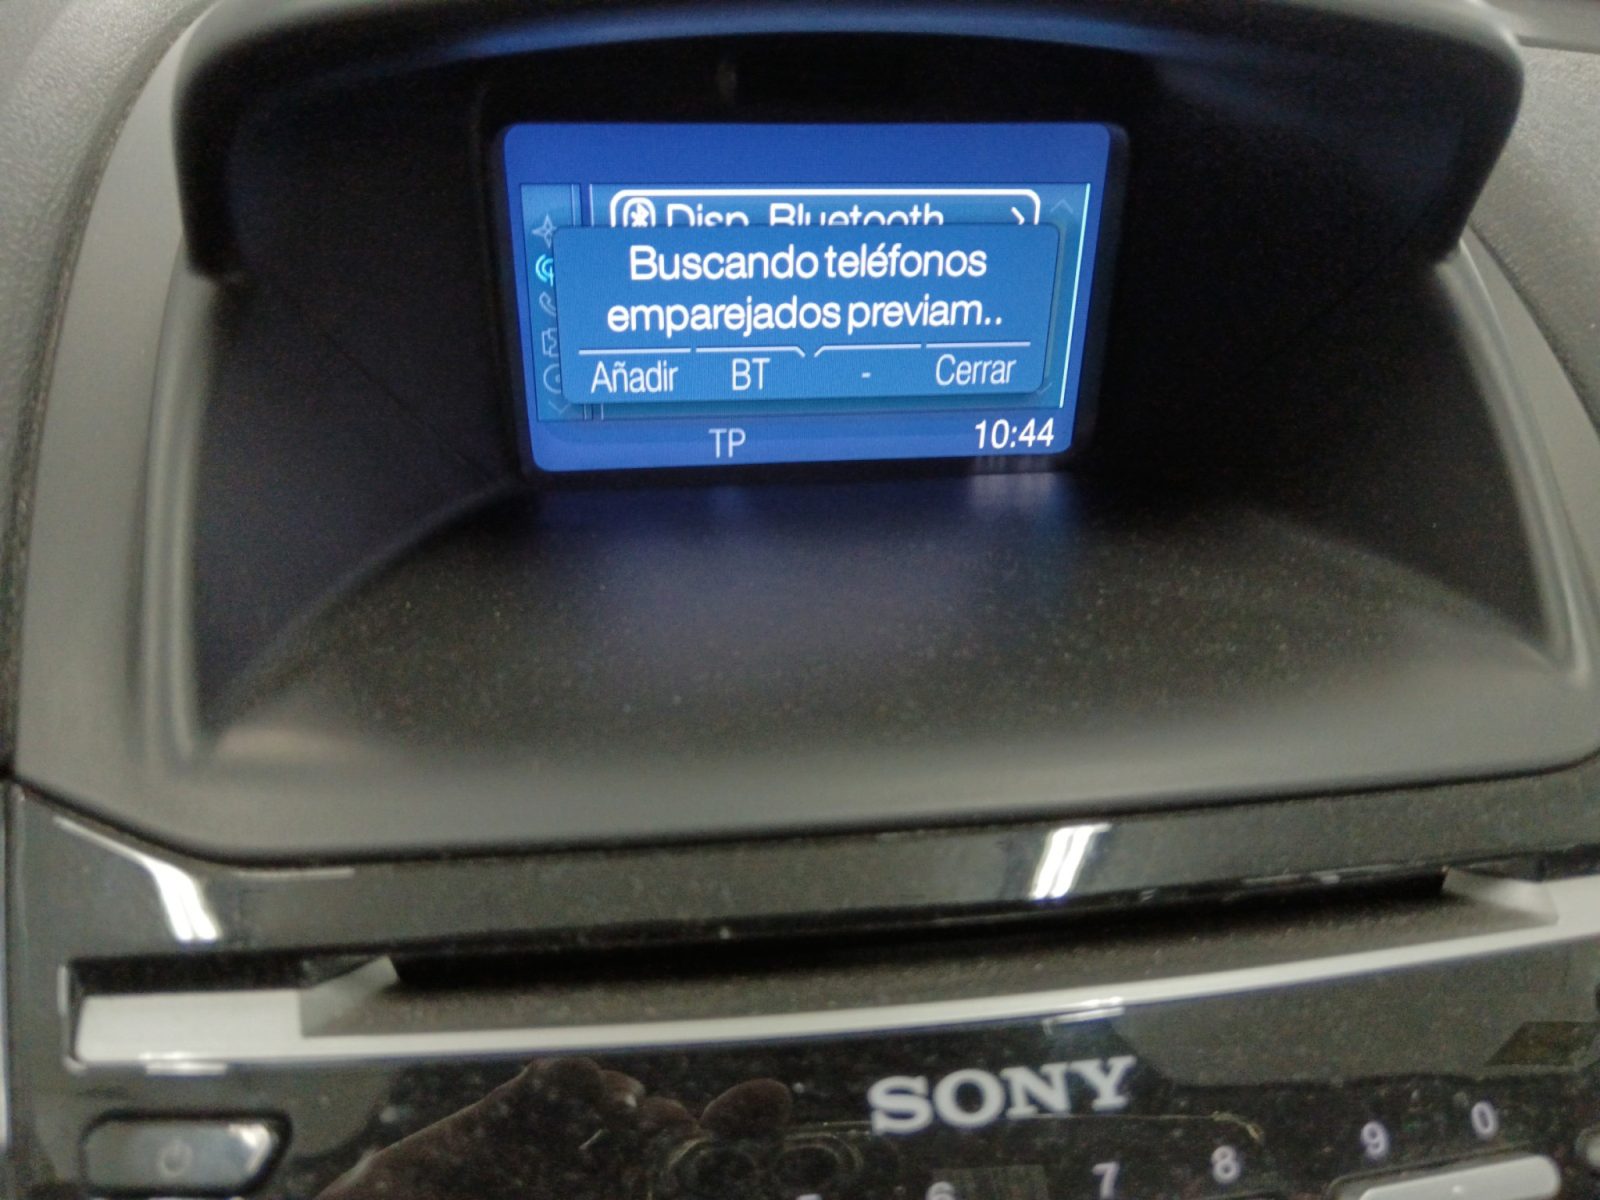 Disp. Bluetooth
Buscando teléfonos
emparejados previam..
Añadir BT - Cerrar
TP 10:44
SONY
6 7 8 9 0